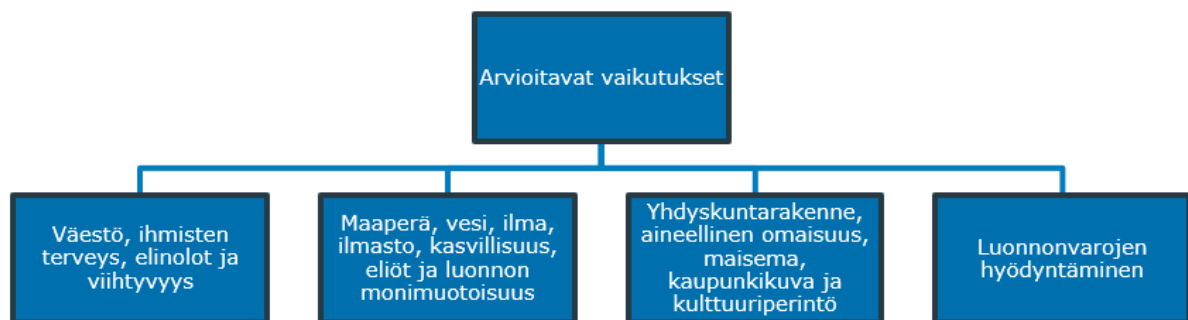 Arvioitavat vaikutukset
Väestö, ihmisten
terveys, elinolot ja
viihtyvyys
Maaperä, vesi, ilma,
ilmasto, kasvillisuus,
eliöt ja luonnon
monimuotoisuus
Yhdyskuntarakenne,
aineellinen omaisuus,
maisema,
kaupunkikuva ja
kulttuuriperintö
Luonnonvarojen
hyödyntäminen